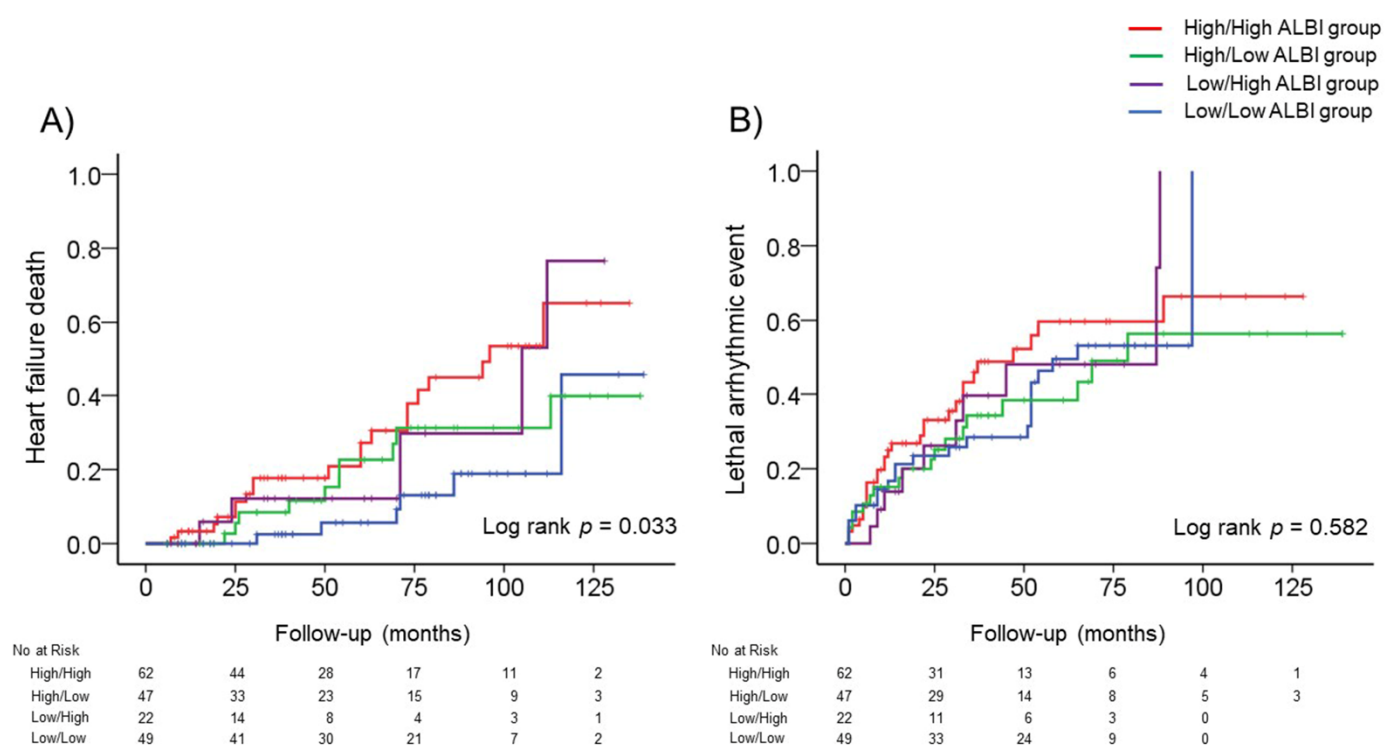 High/High ALBI group
High/Low ALBI group
Low/High ALBI group
Low/Low ALBI group
A)
Heart failure death
1.0
0.8
0.6
0.4
0.2
0.0
Log rank p = 0.033
0 25 50 75 100 125
Follow-up (months)
No at Risk
High/High 62 44 28 17 11 2
High/Low 47 33 23 15 9 3
Low/High 22 14 8 4 3 1
Low/Low 49 41 30 21 7 2
B)
Lethal arrhythmic event
1.0
0.8
0.6
0.4
0.2
0.0
Log rank p = 0.582
0 25 50 75 100 125
Follow-up (months)
No at Risk
High/High 62 31 13 6 4 1
High/Low 47 29 14 8 5 3
Low/High 22 11 6 3 0
Low/Low 49 33 24 9 0